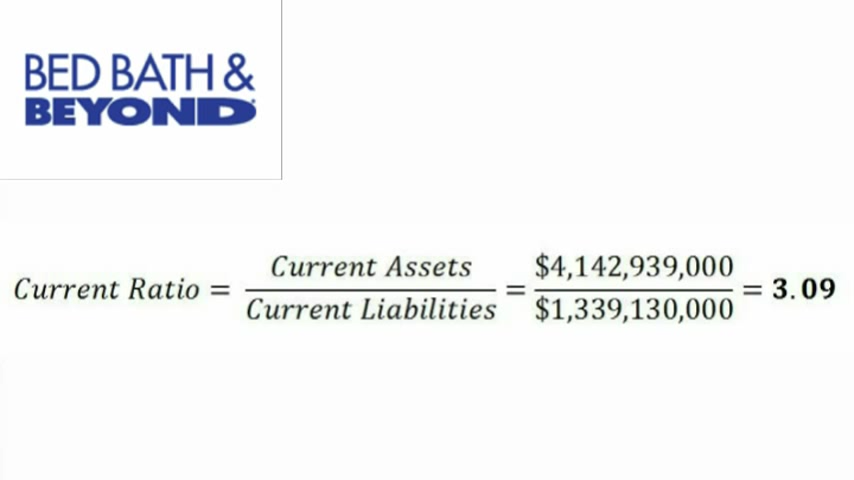 BED BATH &
BEYOND
Current Ratio = Current Assets / Current Liabilities = $4,142,939,000 / $1,339,130,000 = 3.09